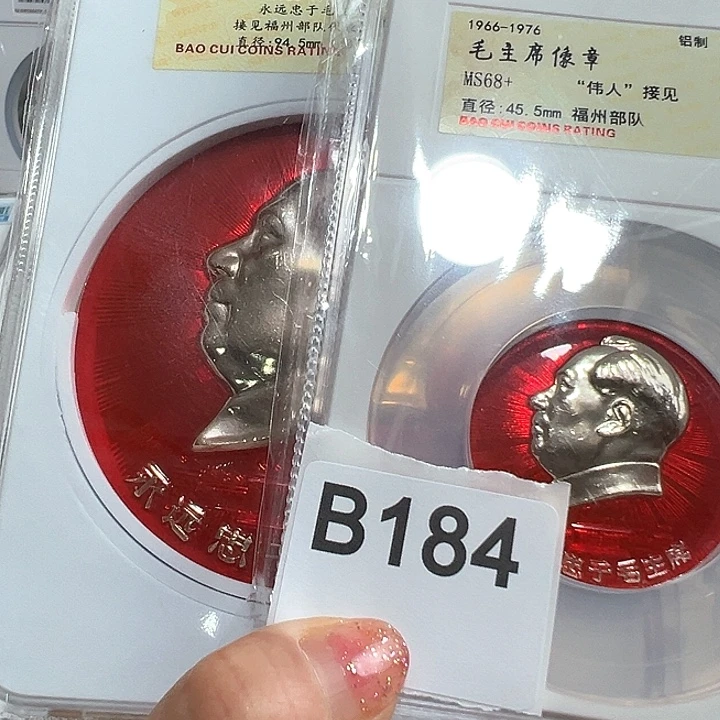 永远忠于毛
接见福州部队
直径:94.5mm
BAO CUI COINS RATIN
永远忠
1966-1976
铝制
毛主席像章
MS68+
“伟人”接见
直径:45.5mm 福州部队
BAO CUI COINS RATING
忠于毛主席
B184